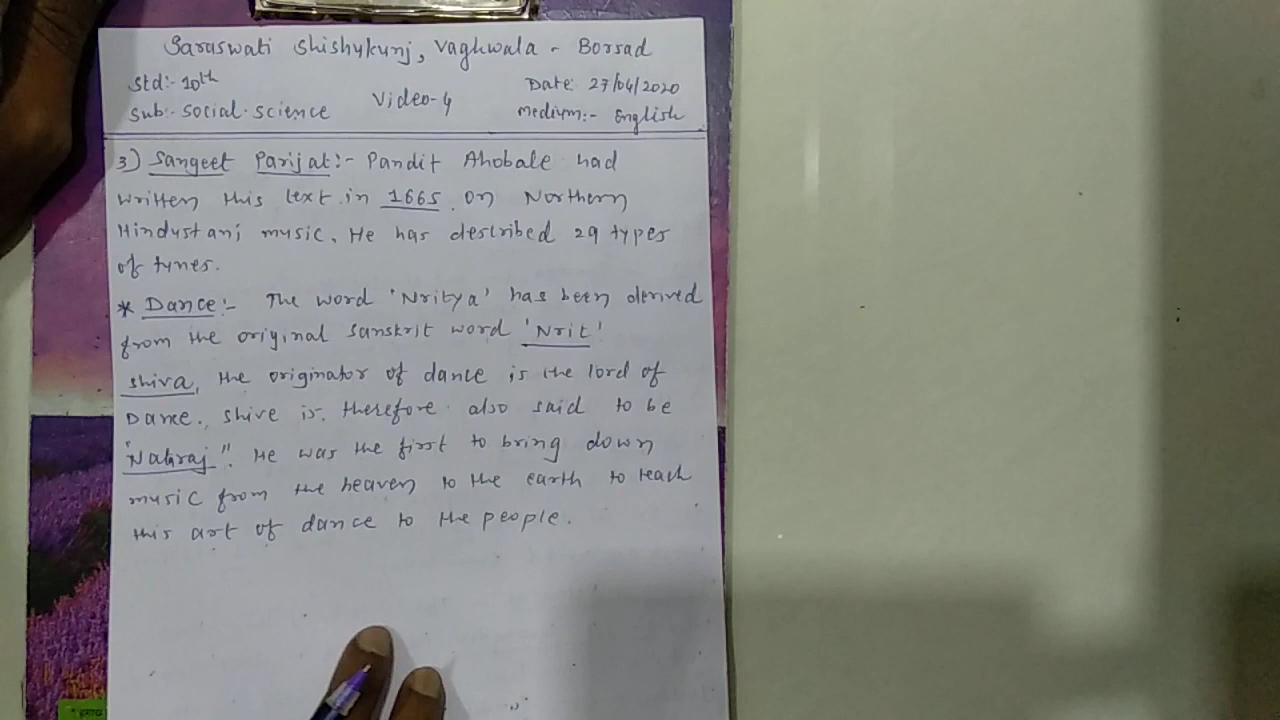 Saraswati Shishukunj, Vaghwala - Borsad
Std:- 10th
Date: 27/04/2020
Sub:- Social science
Video-4
Medium:- English
3) Sangeet Parijat:- Pandit Ahobale had
written this text in 1665 on Northern
Hindustani music. He has described 29 types
of tunes.
* Dance:- The word 'Nritya' has been derived
from the original Sanskrit word 'Nrit'
Shiva, the originator of dance is the lord of
Dance. Shive is therefore also said to be
"Natraj". He was the first to bring down
music from the heaven to the earth to teach
this art of dance to the people.